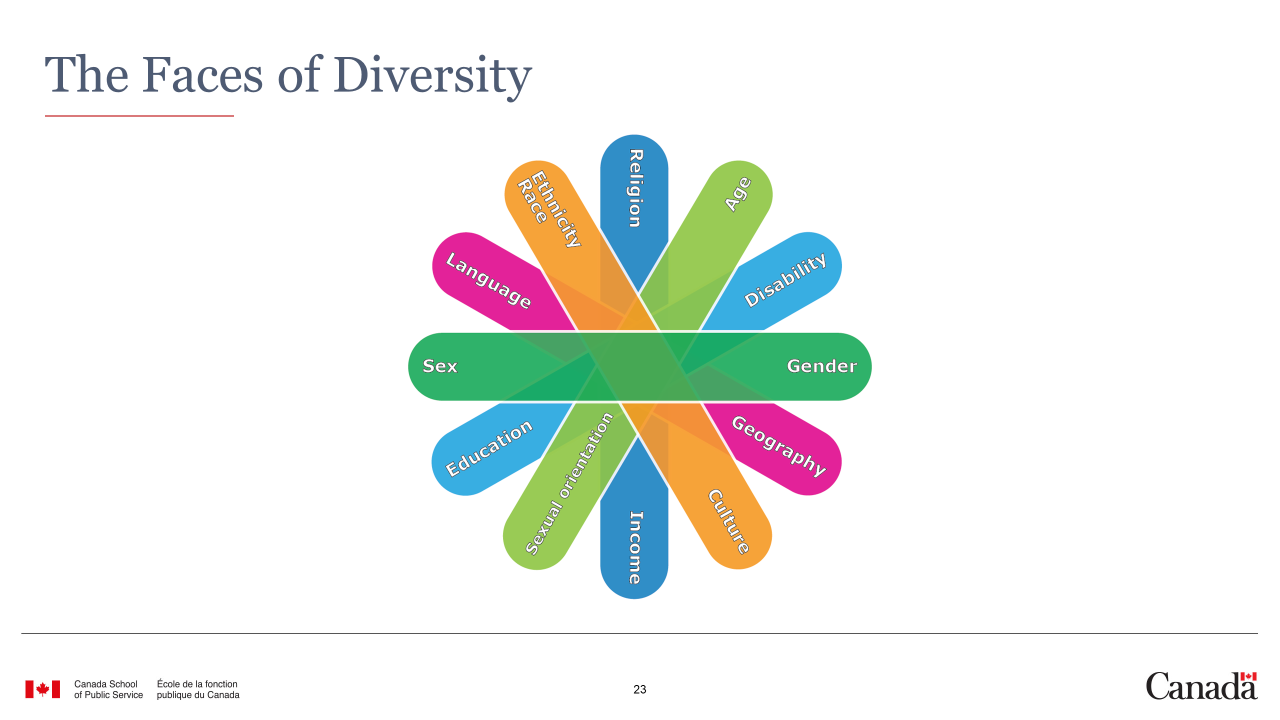 The Faces of Diversity
Religion
Age
Disability
Gender
Geography
Culture
Income
Sexual orientation
Education
Sex
Language
Ethnicity
Race
Canada School
of Public Service
École de la fonction
publique du Canada
23
Canada